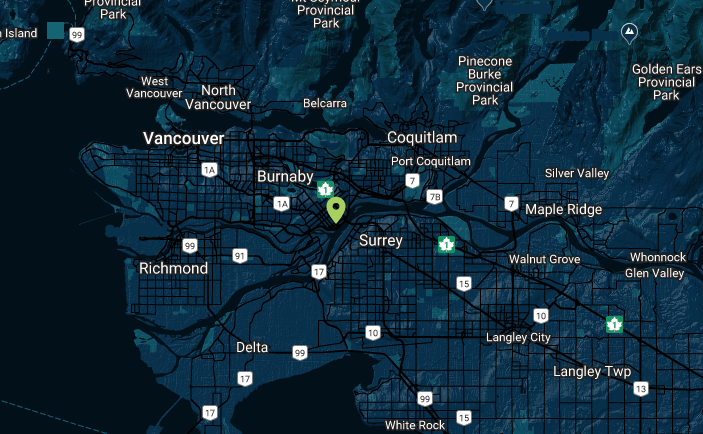 Provincial
Park
Mt Seymour
Provincial
Park
n Island
99
Pinecone
Burke
Provincial
Park
Golden Ears
Provincial
Park
West
Vancouver
North
Vancouver
Belcarra
Vancouver
Coquitlam
Port Coquitlam
1A
Burnaby
1
7
7B
Silver Valley
1A
7
Maple Ridge
99
91
Surrey
1
Richmond
17
15
Walnut Grove
Whonnock
Glen Valley
10
1
10
Langley City
Delta
99
17
Langley Twp
13
17
99
15
White Rock